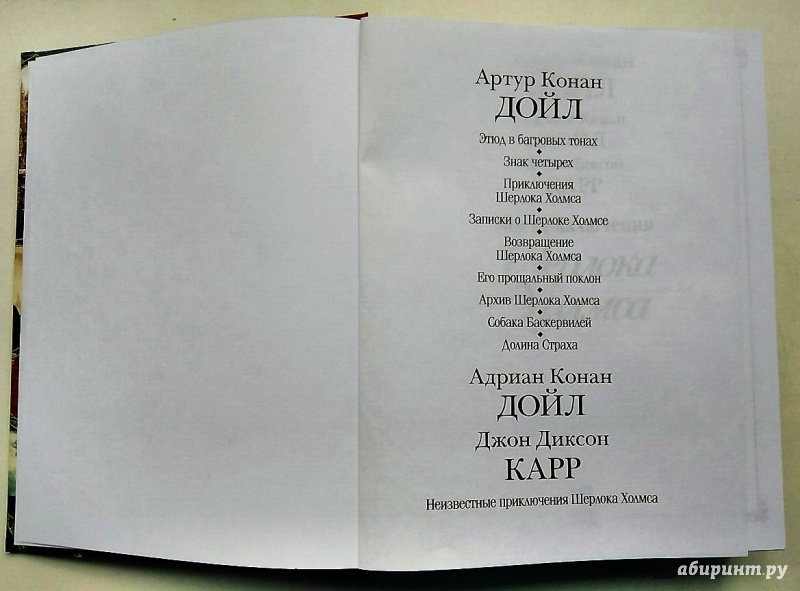 Артур Конан
ДОЙЛ
Этюд в багровых тонах
Знак четырех
Приключения
Шерлока Холмса
Записки о Шерлоке Холмсе
Возвращение
Шерлока Холмса
Его прощальный поклон
Архив Шерлока Холмса
Собака Баскервилей
Долина Страха
Адриан Конан
ДОЙЛ
Джон Диксон
КАРР
Неизвестные приключения Шерлока Холмса
абиринт.ру